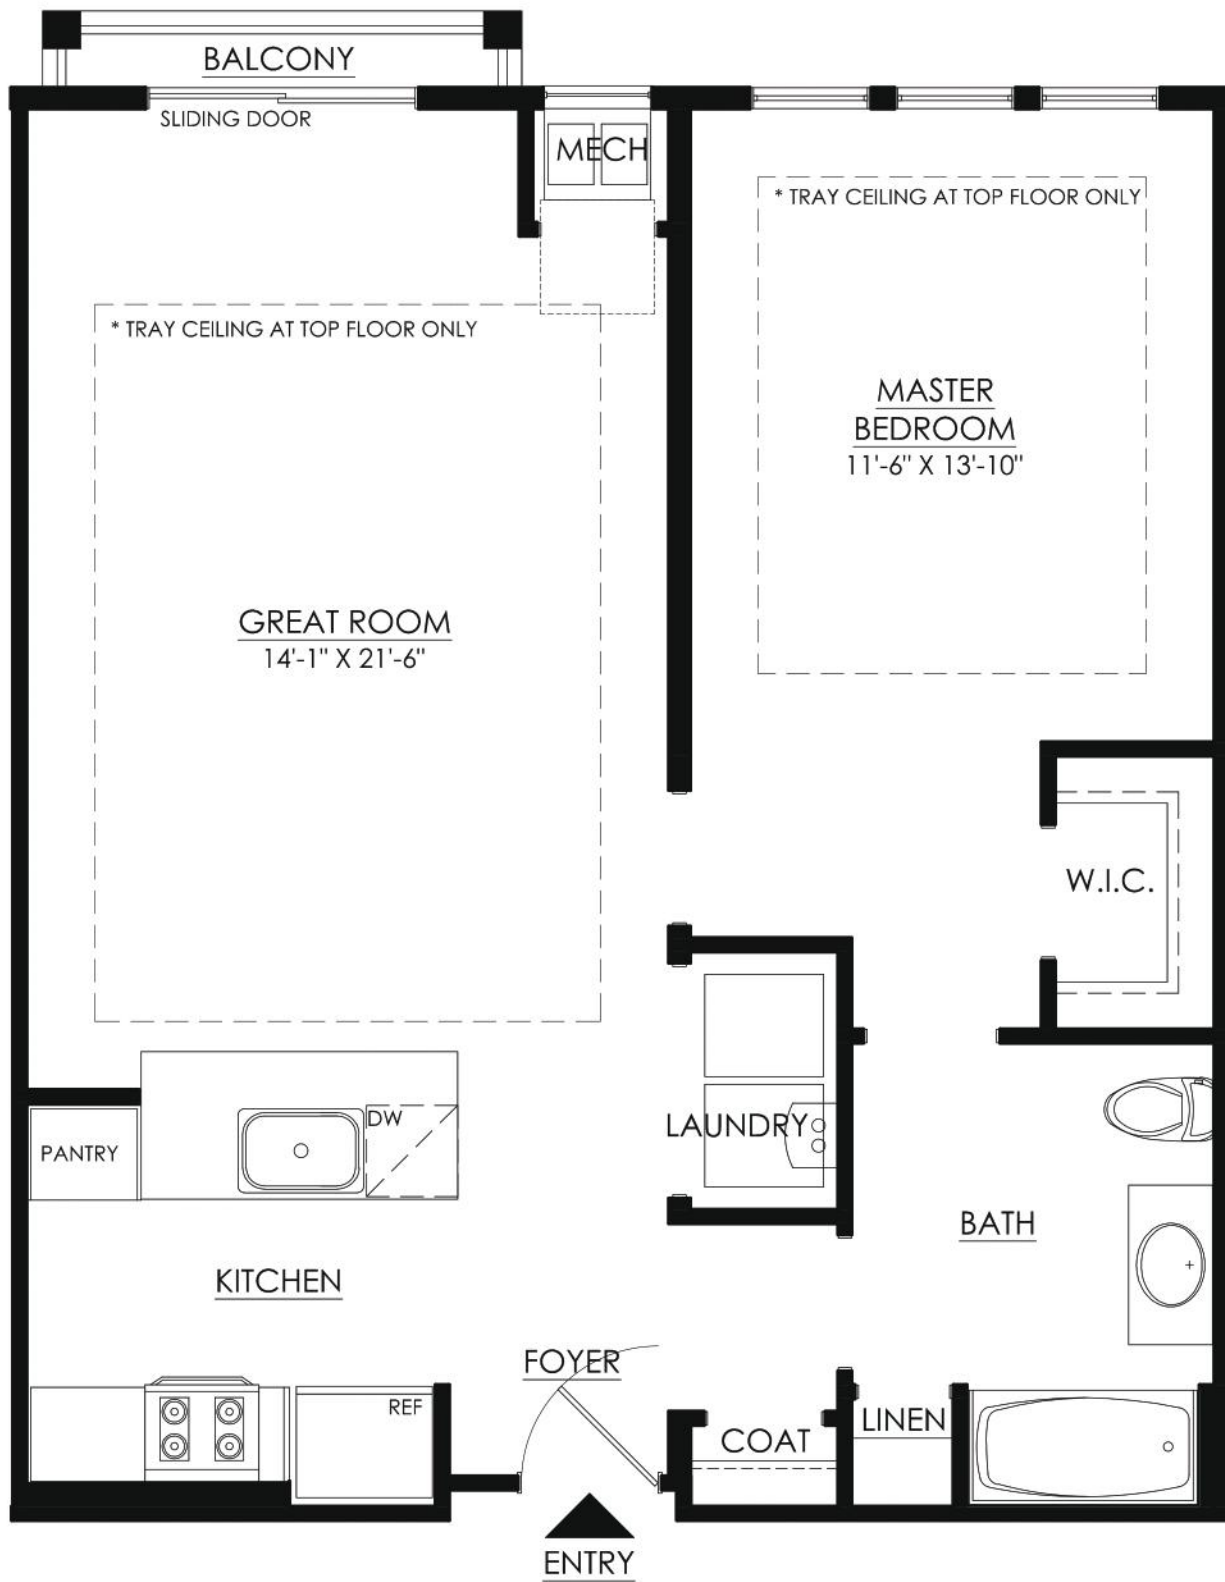 BALCONY
SLIDING DOOR
MECH
* TRAY CEILING AT TOP FLOOR ONLY
* TRAY CEILING AT TOP FLOOR ONLY
MASTER
BEDROOM
11'-6" X 13'-10"
GREAT ROOM
14'-1" X 21'-6"
W.I.C.
DW
LAUNDRY
PANTRY
BATH
KITCHEN
FOYER
REF
LINEN
COAT
ENTRY